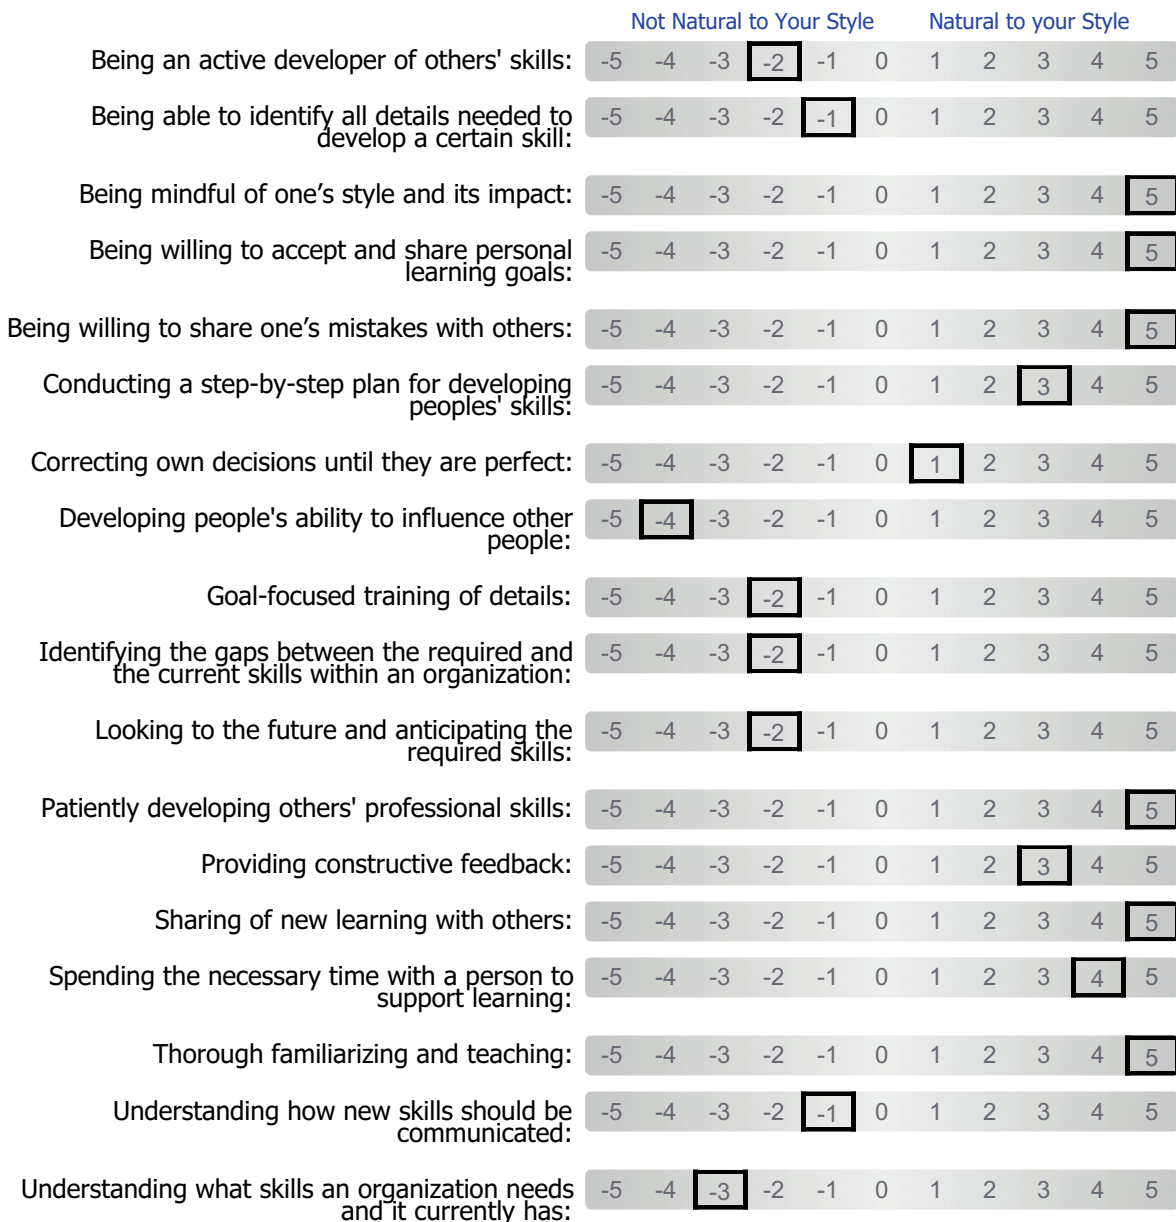 Not Natural to Your Style Natural to your Style
Being an active developer of others' skills: -5 -4 -3 -2 -1 0 1 2 3 4 5
Being able to identify all details needed to
develop a certain skill: -5 -4 -3 -2 -1 0 1 2 3 4 5
Being mindful of one’s style and its impact: -5 -4 -3 -2 -1 0 1 2 3 4 5
Being willing to accept and share personal
learning goals: -5 -4 -3 -2 -1 0 1 2 3 4 5
Being willing to share one’s mistakes with others: -5 -4 -3 -2 -1 0 1 2 3 4 5
Conducting a step-by-step plan for developing
peoples' skills: -5 -4 -3 -2 -1 0 1 2 3 4 5
Correcting own decisions until they are perfect: -5 -4 -3 -2 -1 0 1 2 3 4 5
Developing people's ability to influence other
people: -5 -4 -3 -2 -1 0 1 2 3 4 5
Goal-focused training of details: -5 -4 -3 -2 -1 0 1 2 3 4 5
Identifying the gaps between the required and
the current skills within an organization: -5 -4 -3 -2 -1 0 1 2 3 4 5
Looking to the future and anticipating the
required skills: -5 -4 -3 -2 -1 0 1 2 3 4 5
Patiently developing others' professional skills: -5 -4 -3 -2 -1 0 1 2 3 4 5
Providing constructive feedback: -5 -4 -3 -2 -1 0 1 2 3 4 5
Sharing of new learning with others: -5 -4 -3 -2 -1 0 1 2 3 4 5
Spending the necessary time with a person to
support learning: -5 -4 -3 -2 -1 0 1 2 3 4 5
Thorough familiarizing and teaching: -5 -4 -3 -2 -1 0 1 2 3 4 5
Understanding how new skills should be
communicated: -5 -4 -3 -2 -1 0 1 2 3 4 5
Understanding what skills an organization needs
and it currently has: -5 -4 -3 -2 -1 0 1 2 3 4 5